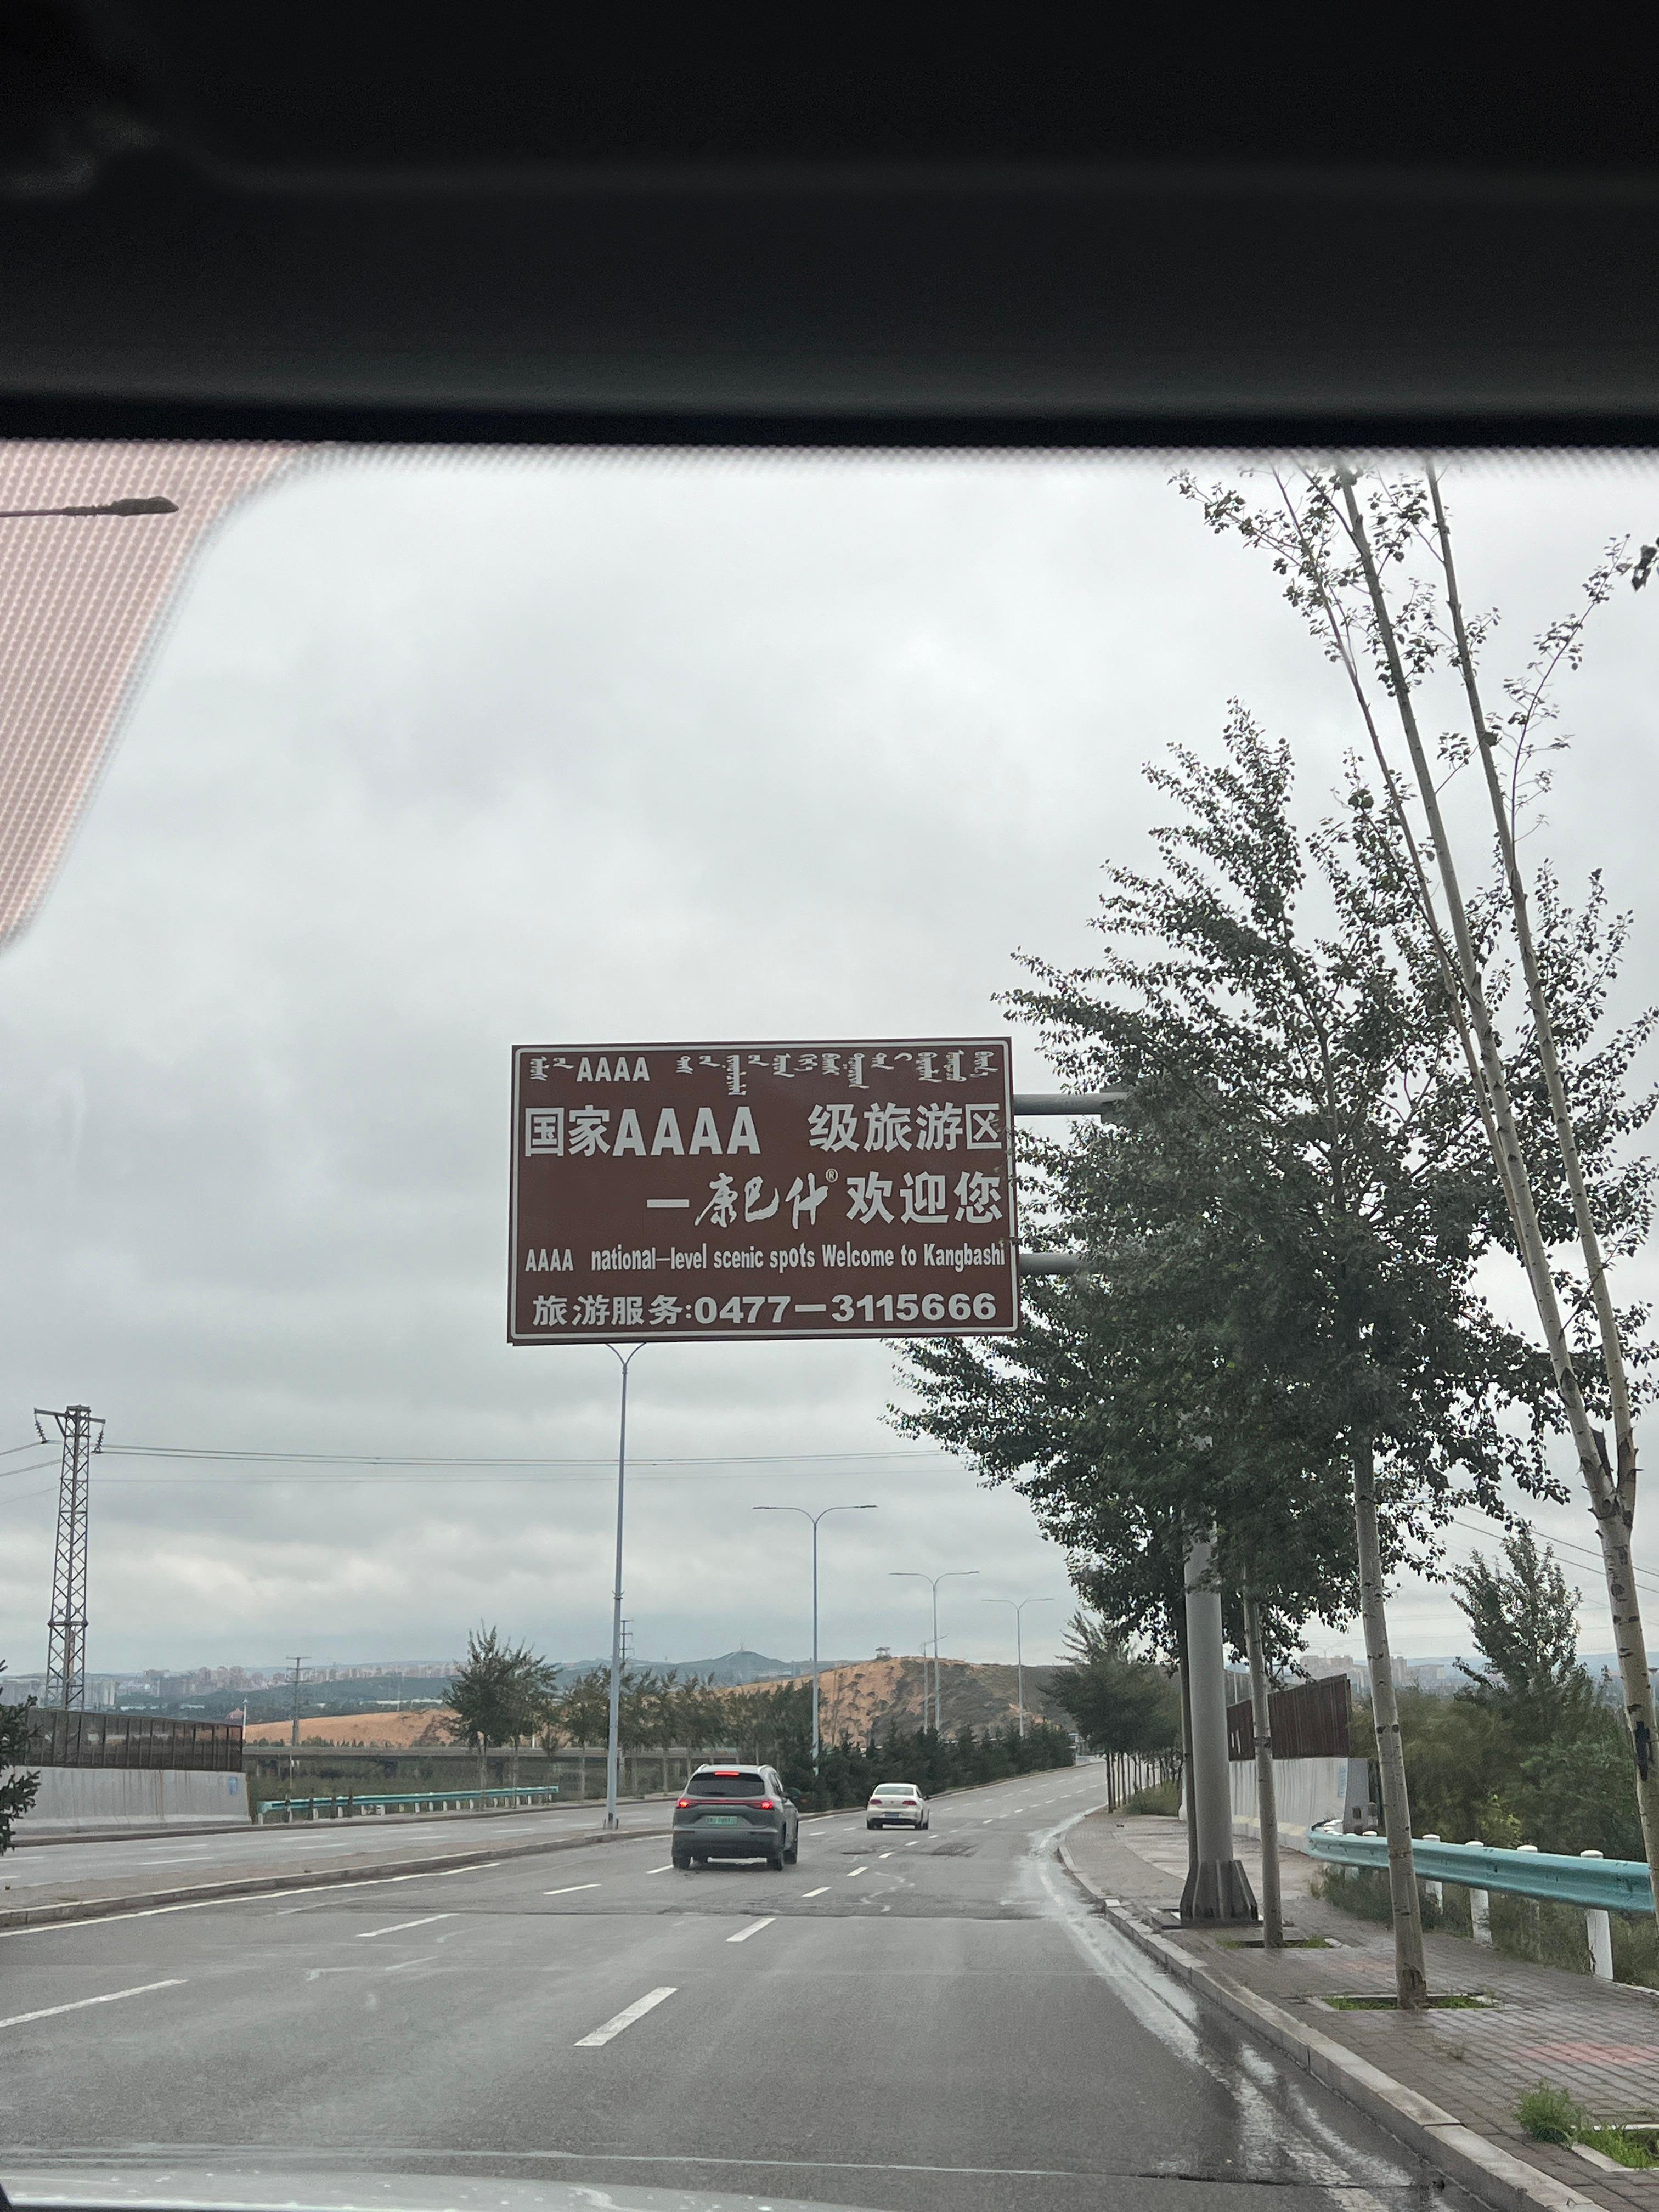 AAAA
国家AAAA 级旅游区
—康巴什®欢迎您
AAAA national—level scenic spots Welcome to Kangbashi
旅游服务:0477—3115666